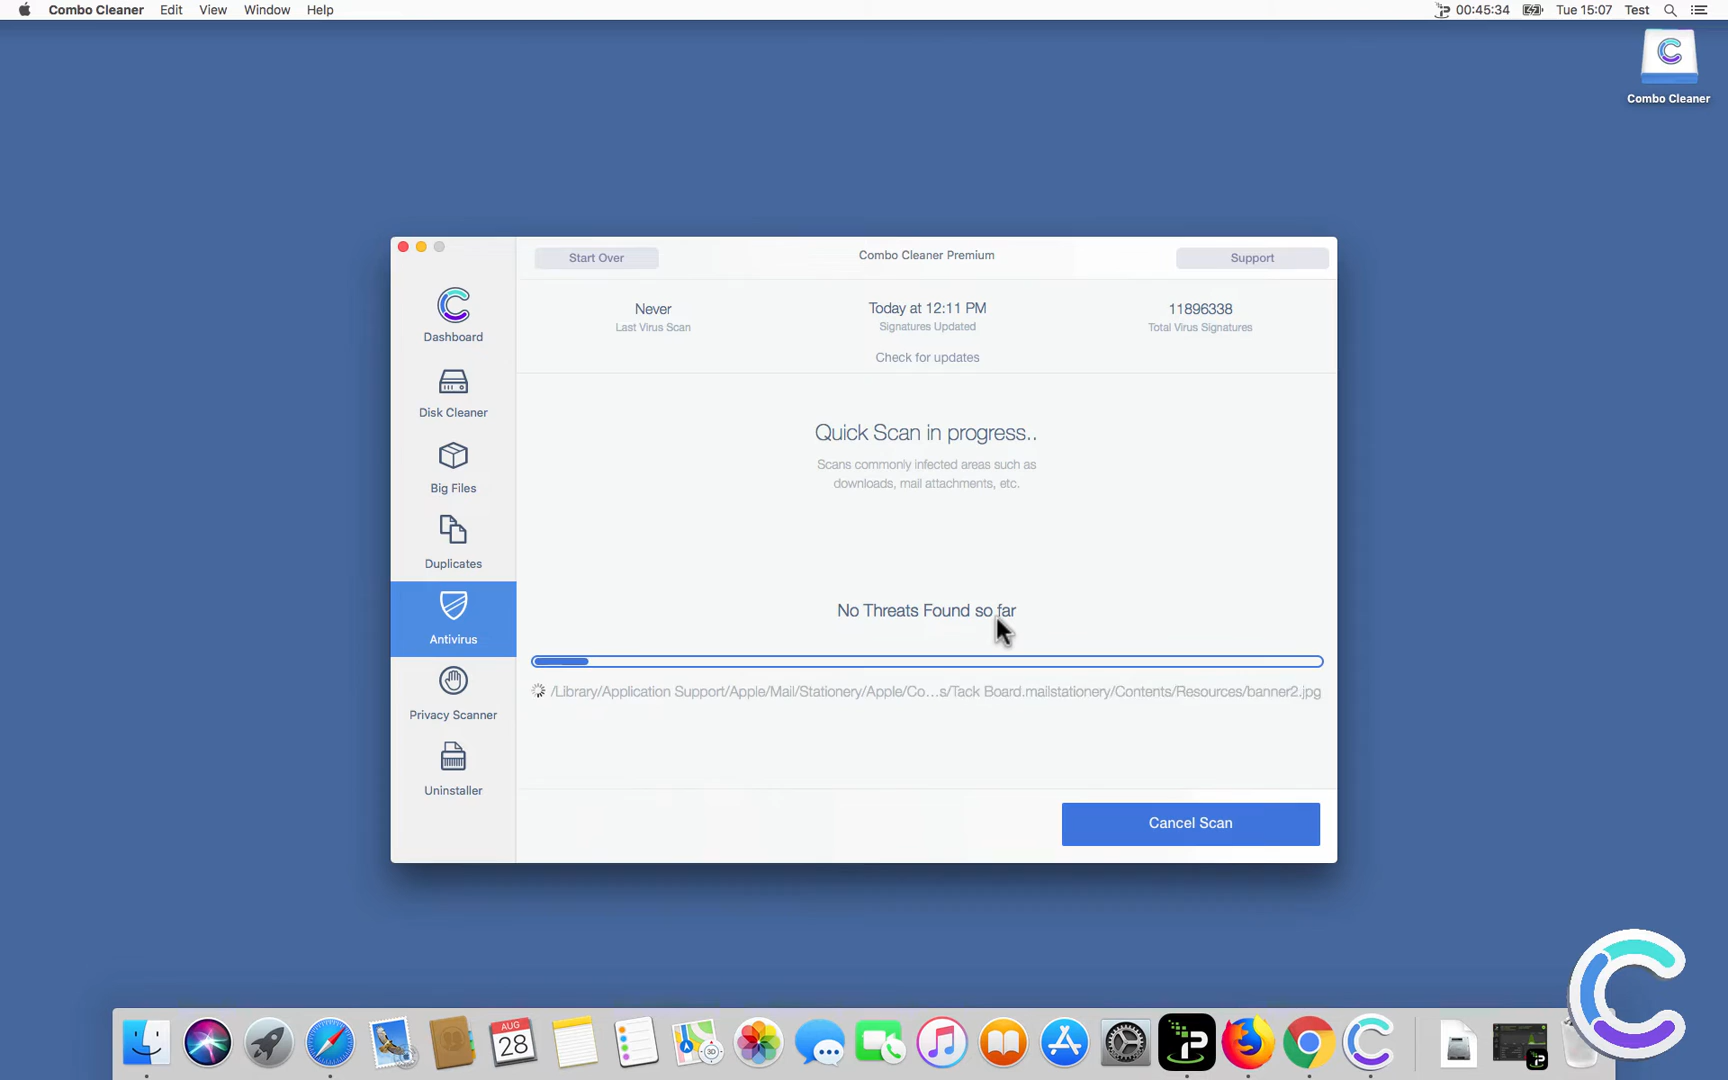 Combo Cleaner Edit View Window Help 00:45:34 Tue 15:07 Test
Combo Cleaner
Start Over Combo Cleaner Premium Support
Never Today at 12:11 PM 11896338
Last Virus Scan Signatures Updated Total Virus Signatures
Check for updates
Dashboard
Disk Cleaner
Big Files
Duplicates
Antivirus
Privacy Scanner
Uninstaller
Quick Scan in progress..
Scans commonly infected areas such as
downloads, mail attachments, etc.
No Threats Found so far
/Library/Application Support/Apple/Mail/Stationery/Apple/Co...s/Tack Board.mailstationery/Contents/Resources/banner2.jpg
Cancel Scan
AUG
28
3D